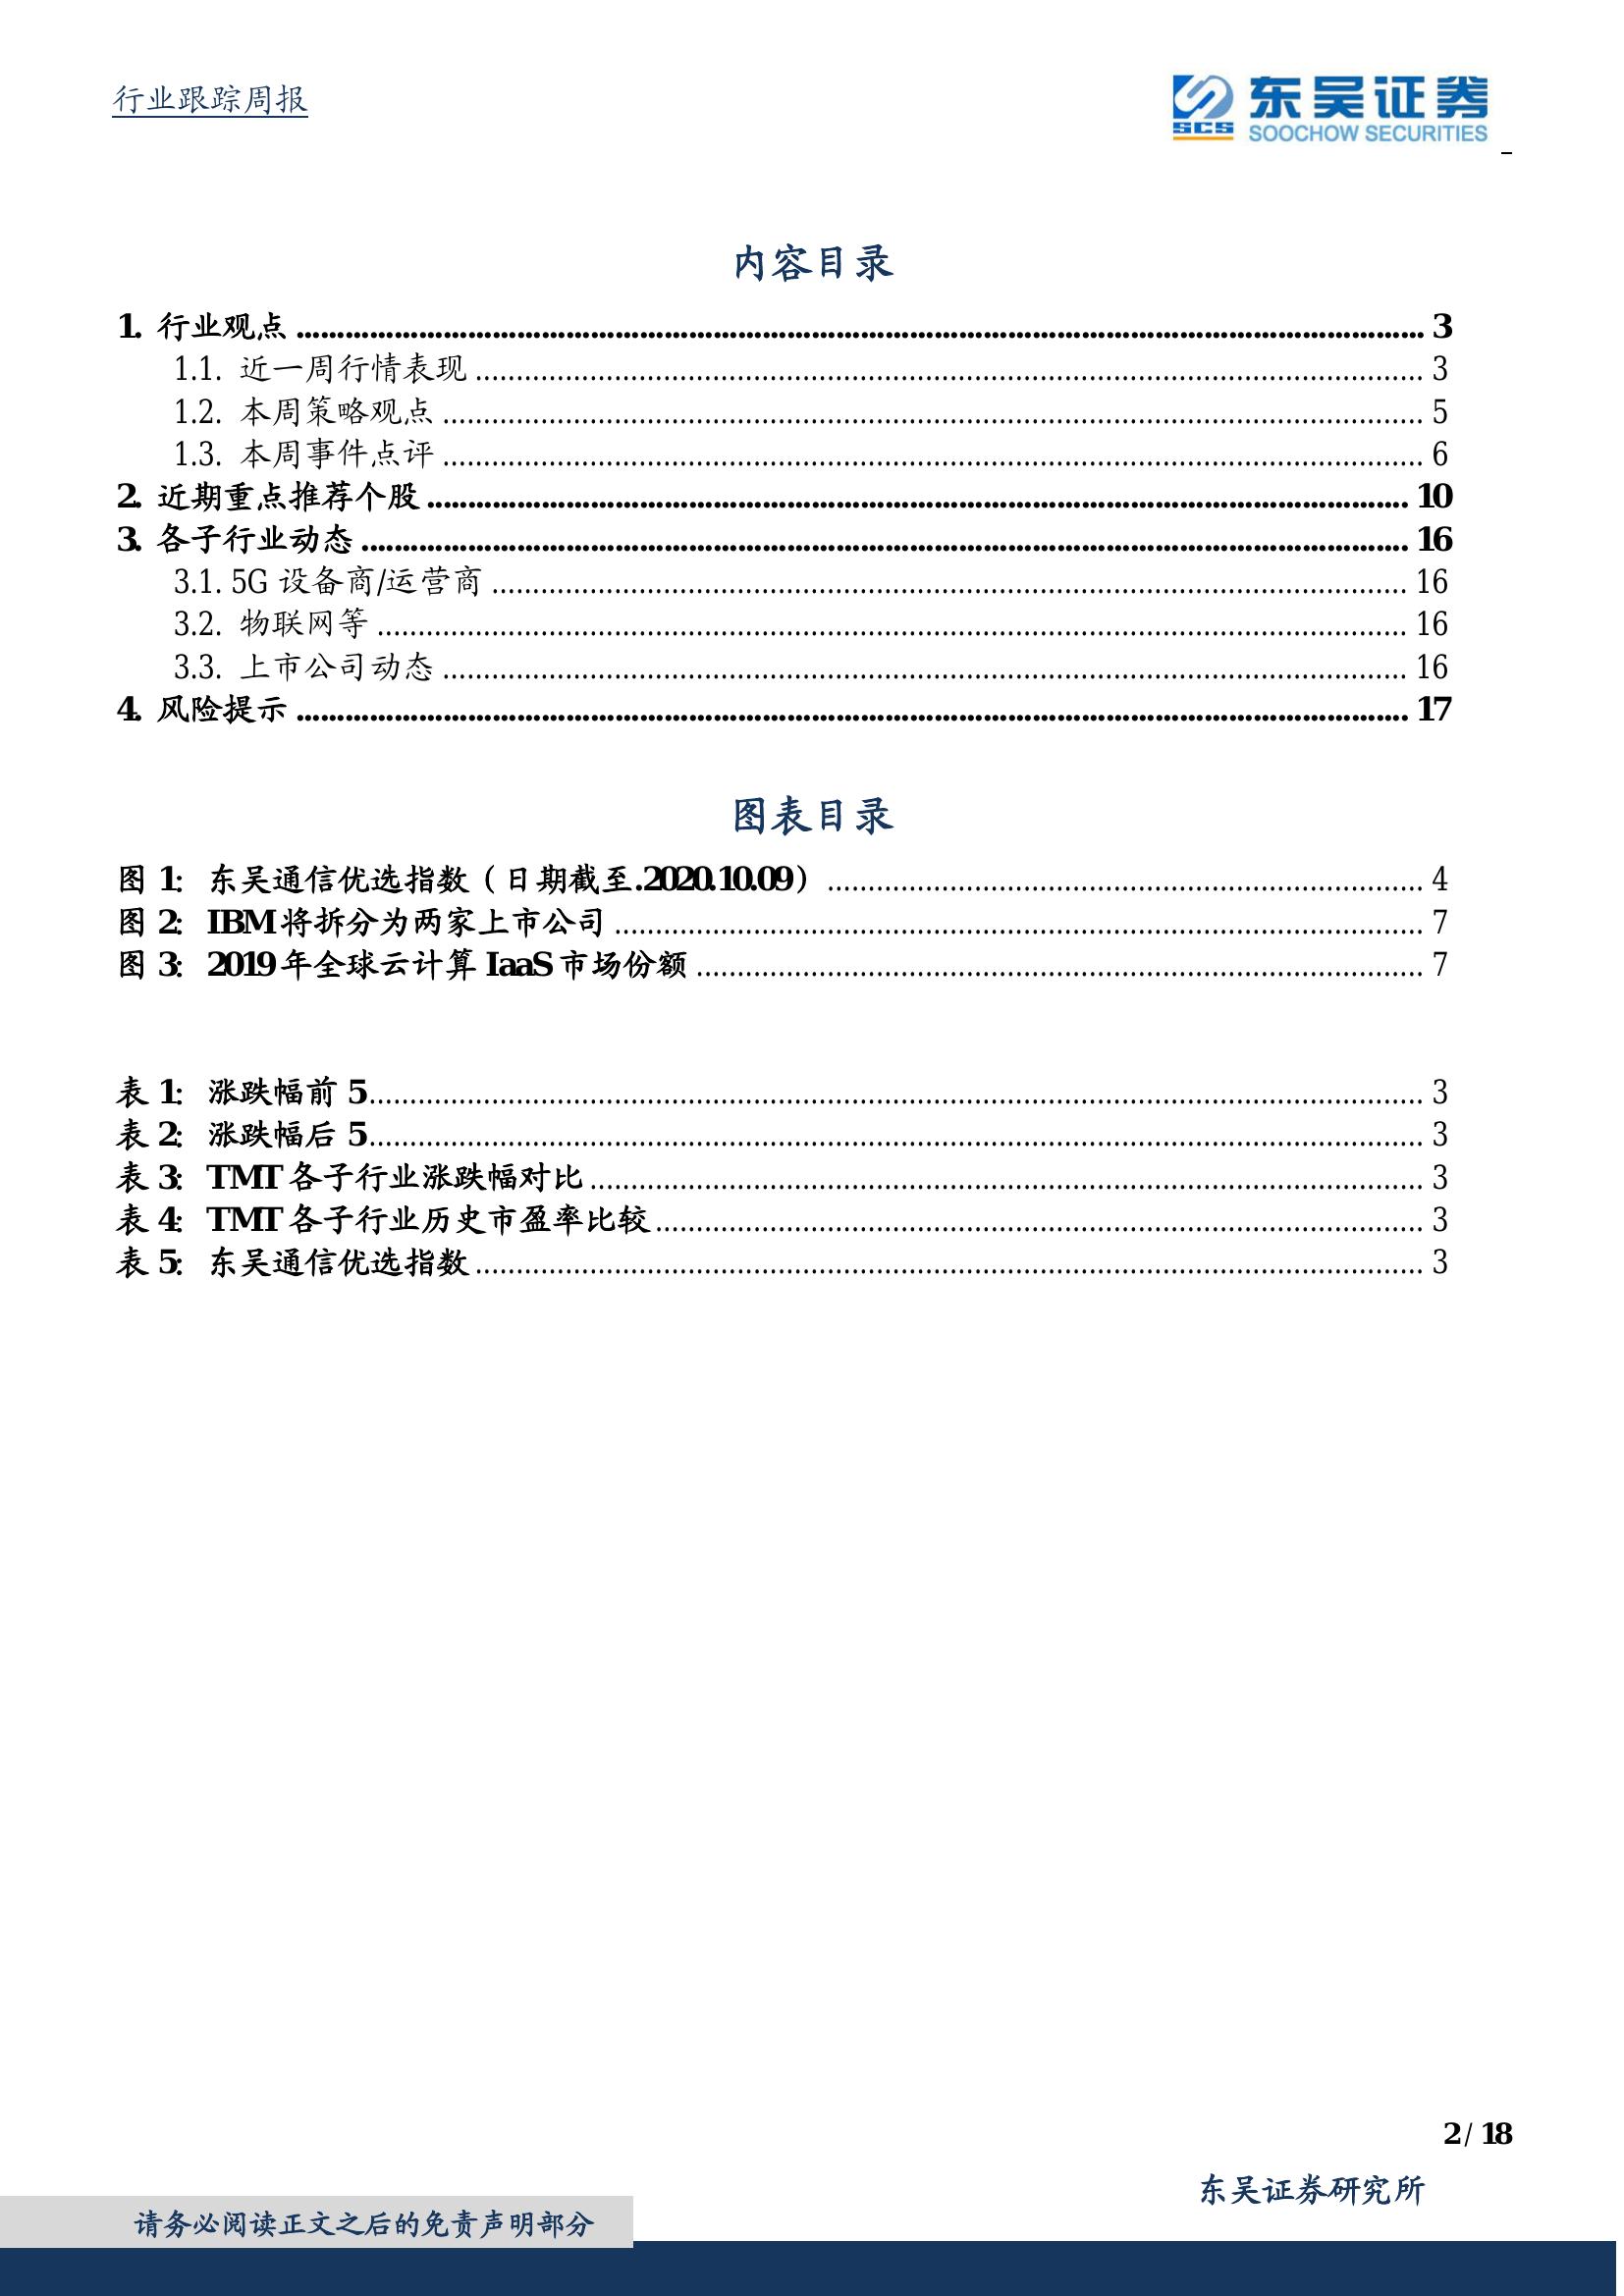 行业跟踪周报
东吴证券
SCS
SOOCHOW SECURITIES
内容目录
1. 行业观点 ........ 3
1.1. 近一周行情表现 ........ 3
1.2. 本周策略观点 ........ 5
1.3. 本周事件点评 ........ 6
2. 近期重点推荐个股 ........ 10
3. 各子行业动态 ........ 16
3.1. 5G 设备商/运营商 ........ 16
3.2. 物联网等 ........ 16
3.3. 上市公司动态 ........ 16
4. 风险提示 ........ 17
图表目录
图 1: 东吴通信优选指数（日期截至.2020.10.09） ........ 4
图 2: IBM 将拆分为两家上市公司 ........ 7
图 3: 2019 年全球云计算 IaaS 市场份额 ........ 7
表 1: 涨跌幅前 5 ........ 3
表 2: 涨跌幅后 5 ........ 3
表 3: TMT 各子行业涨跌幅对比 ........ 3
表 4: TMT 各子行业历史市盈率比较 ........ 3
表 5: 东吴通信优选指数 ........ 3
2 / 18
东吴证券研究所
请务必阅读正文之后的免责声明部分